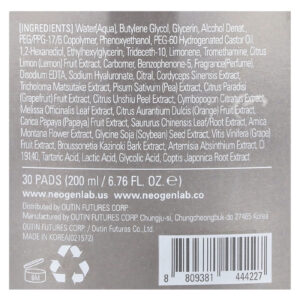 [INGREDIENTS] Water(Aqua), Butylene Glycol, Glycerin, Alcohol Denat.,
PEG/PPG-17/6 Copolymer, Phenoxyethanol, PEG-60 Hydrogenated Castor Oil,
1,2-Hexanediol, Ethylhexylglycerin, Trideceth-10, Limonene, Tromethamine, Citrus
Limon (Lemon) Fruit Extract, Carbomer, Benzophenone-5, Fragrance(Perfume),
Disodium EDTA, Sodium Hyaluronate, Citral, Cordyceps Sinensis Extract,
Tricholoma Matsutake Extract, Pisum Sativum (Pea) Extract, Citrus Paradisi
(Grapefruit) Fruit Extract, Citrus Unshiu Peel Extract, Cymbopogon Citratus Extract,
Melissa Officinalis Leaf Extract, Citrus Aurantium Dulcis (Orange) Fruit Extract,
Carica Papaya (Papaya) Fruit Extract, Saururus Chinensis Leaf/Root Extract, Arnica
Montana Flower Extract, Glycine Soja (Soybean) Seed Extract, Vitis Vinifera (Grape)
Fruit Extract, Broussonetia Kazinoki Bark Extract, Artemisia Absinthium Extract, CI
19140, Tartaric Acid, Lactic Acid, Glycolic Acid, Coptis Japonica Root Extract
30 PADS (200 ml / 6.76 FL. OZ.℮)
www.neogenlab.us
www.neogenlab.co
Distributed by OUTIN FUTURES CORP
Manufactured by OUTIN FUTURES CORP. Chungju-si, Chungcheongbuk-do 27465 Korea
OUTIN / Outin Futures Co.Ltd.
MADE IN KOREA(021572)
8M
8 809381 444227